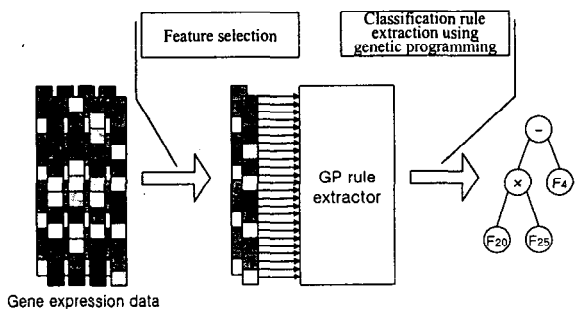 Feature selection
Classification rule
extraction using
genetic programming
GP rule
extractor
−
×
F4
F20
F25
Gene expression data